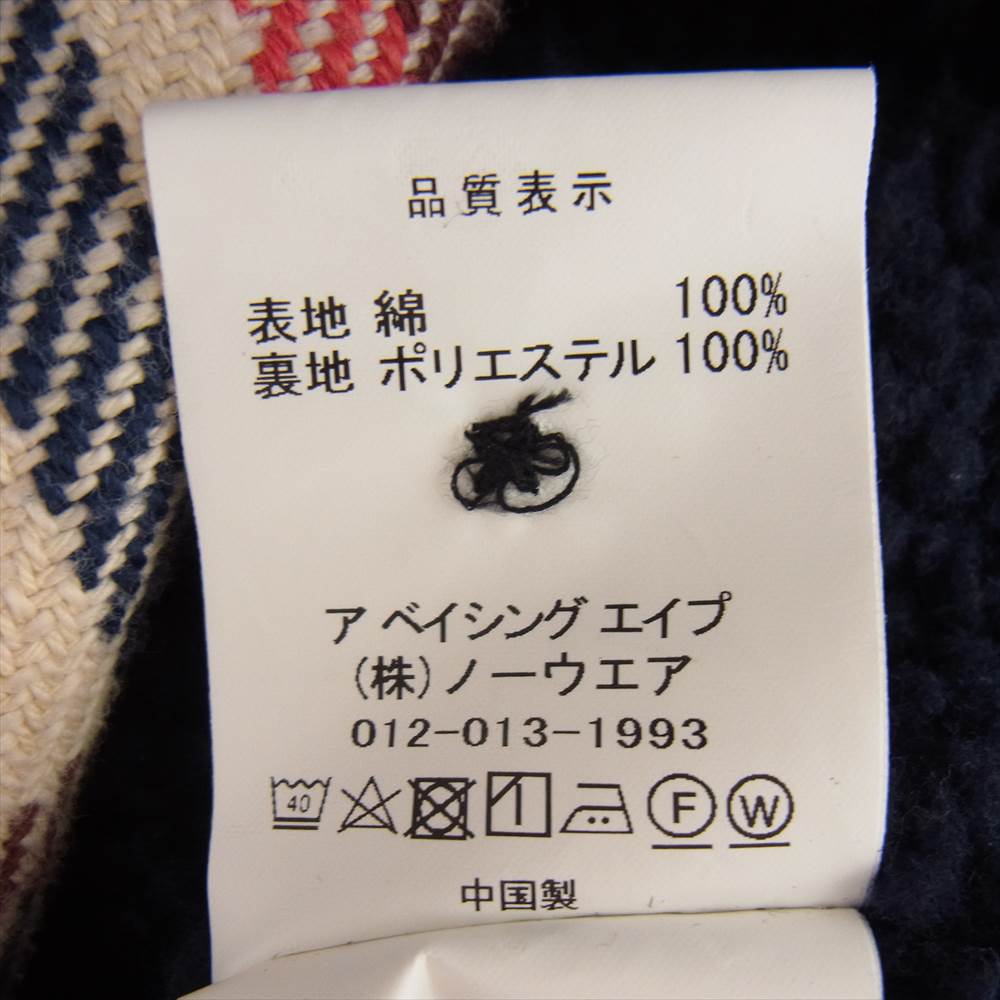 品質表示
表地 綿 100%
裏地 ポリエステル 100%
ア ベイシング エイプ
(株)ノーウエア
012-013-1993
40 F W
中国製